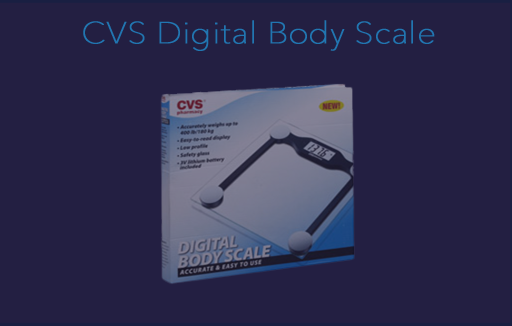 CVS Digital Body Scale
CVS
pharmacy
NEW!
• Accurately weighs up to
400 lb/180 kg
• Easy-to-read display
• Low profile
• Safety glass
• 3V lithium battery
included
DIGITAL
BODY SCALE
ACCURATE & EASY TO USE